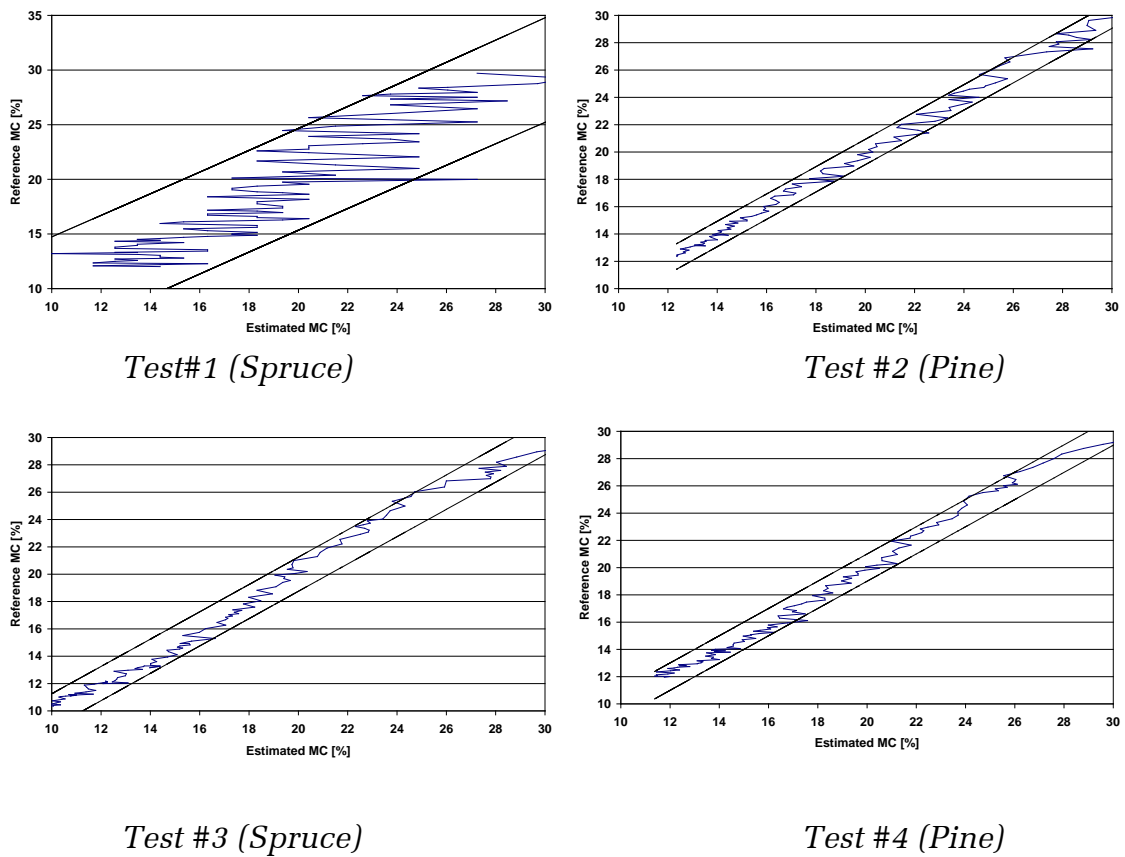 35
30
25
20
15
10
Reference MC [%]
10 12 14 16 18 20 22 24 26 28 30
Estimated MC [%]
Test#1 (Spruce)
30
28
26
24
22
20
18
16
14
12
10
Reference MC [%]
10 12 14 16 18 20 22 24 26 28 30
Estimated MC [%]
Test #2 (Pine)
30
28
26
24
22
20
18
16
14
12
10
Reference MC [%]
10 12 14 16 18 20 22 24 26 28 30
Estimated MC [%]
Test #3 (Spruce)
30
28
26
24
22
20
18
16
14
12
10
Reference MC [%]
10 12 14 16 18 20 22 24 26 28 30
Estimated MC [%]
Test #4 (Pine)